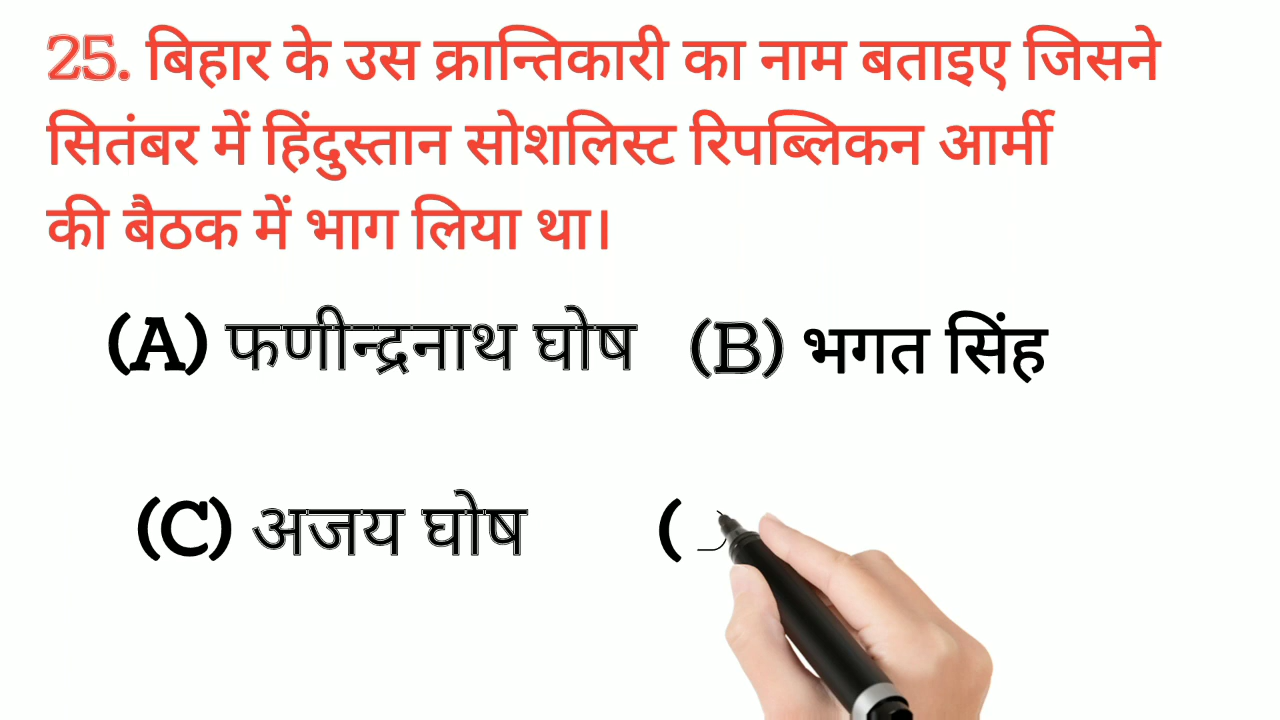 25. बिहार के उस क्रान्तिकारी का नाम बताइए जिसने
सितंबर में हिंदुस्तान सोशलिस्ट रिपब्लिकन आर्मी
की बैठक में भाग लिया था।
(A) फणीन्द्रनाथ घोष (B) भगत सिंह
(C) अजय घोष (